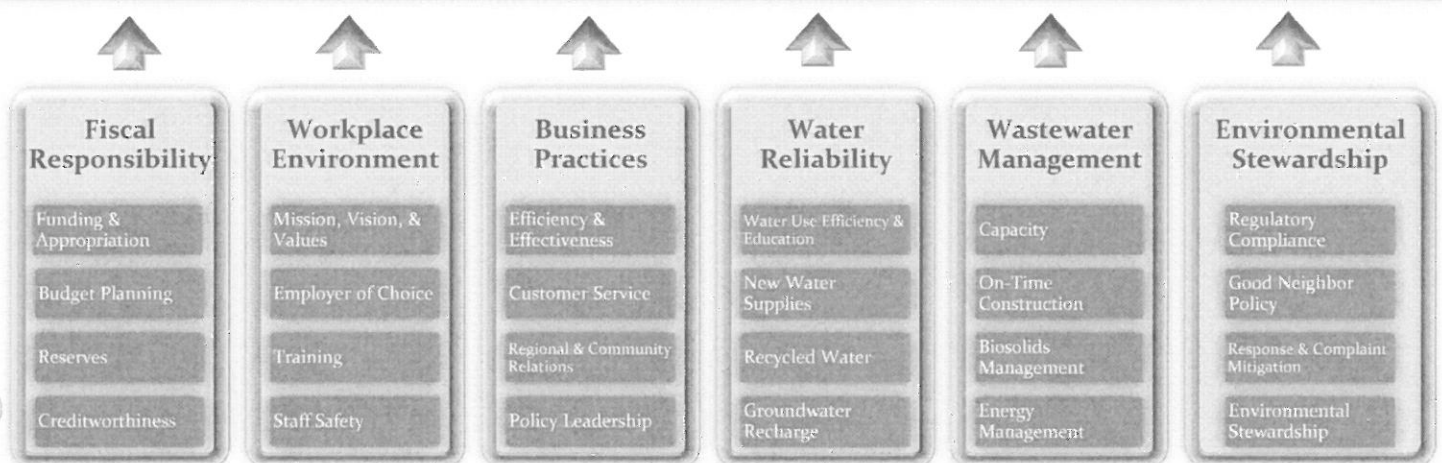 Fiscal
Responsibility
Funding &
Appropriation
Budget Planning
Reserves
Creditworthiness
Workplace
Environment
Mission, Vision, &
Values
Employer of Choice
Training
Staff Safety
Business
Practices
Efficiency &
Effectiveness
Customer Service
Regional & Community
Relations
Policy Leadership
Water
Reliability
Water Use Efficiency &
Education
New Water
Supplies
Recycled Water
Groundwater
Recharge
Wastewater
Management
Capacity
On-Time
Construction
Biosolids
Management
Energy
Management
Environmental
Stewardship
Regulatory
Compliance
Good Neighbor
Policy
Response & Complaint
Mitigation
Environmental
Stewardship